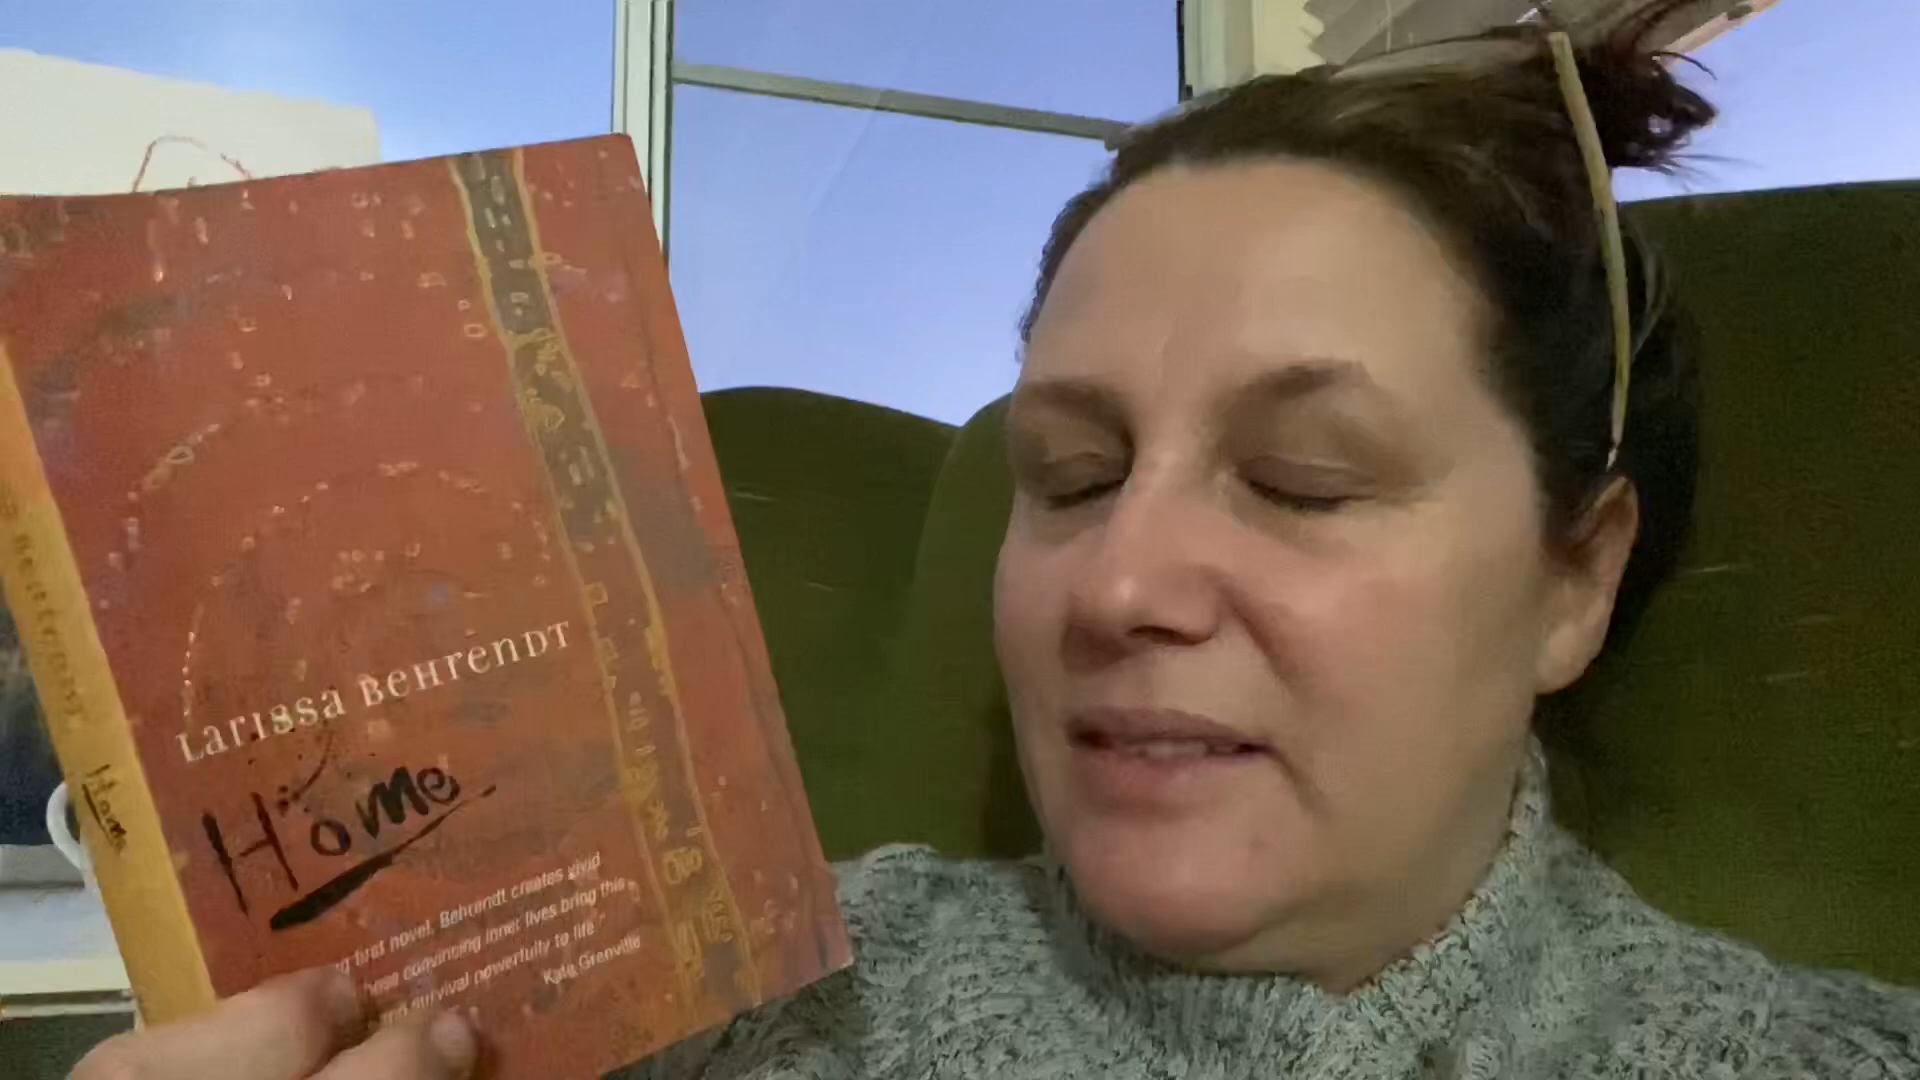 Larissa Behrendt
Home
first novel, Behrendt creates vivid
convincing inner lives bring this
and survival powerfully to life."
Kate Grenville
Behrendt Home